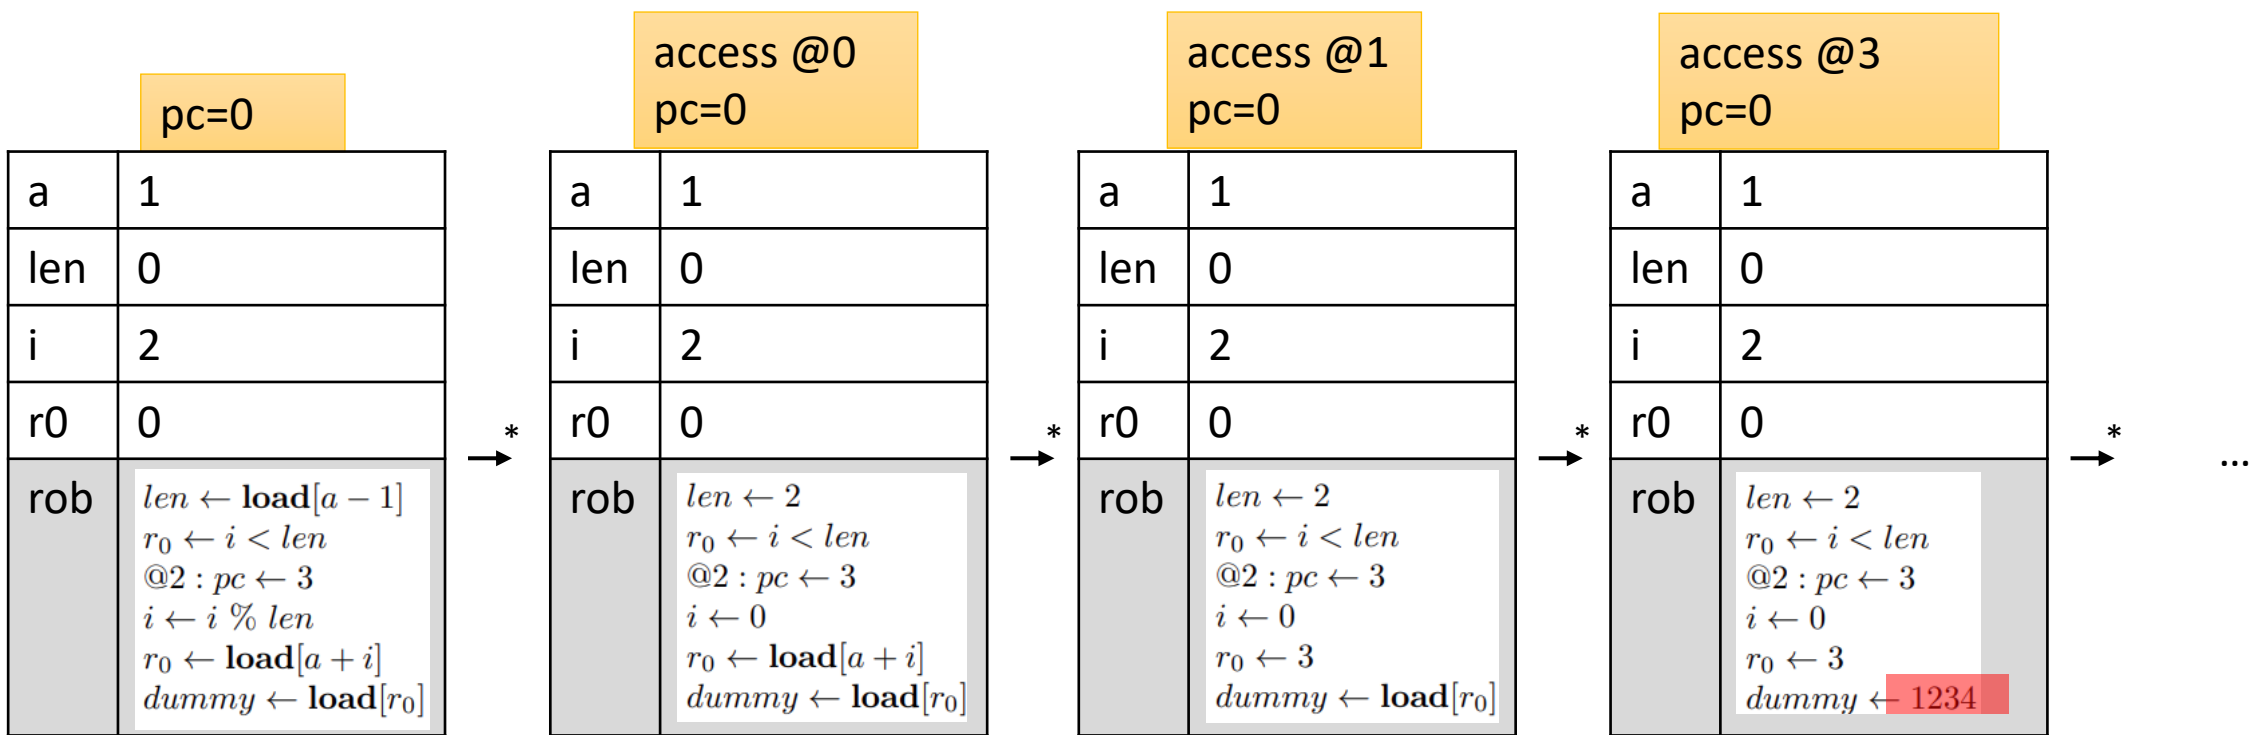 pc=0
a 1
len 0
i 2
r0 0
rob
len ← load[a − 1]
r₀ ← i < len
@2 : pc ← 3
i ← i % len
r₀ ← load[a + i]
dummy ← load[r₀]
→*
access @0
pc=0
a 1
len 0
i 2
r0 0
rob
len ← 2
r₀ ← i < len
@2 : pc ← 3
i ← 0
r₀ ← load[a + i]
dummy ← load[r₀]
→*
access @1
pc=0
a 1
len 0
i 2
r0 0
rob
len ← 2
r₀ ← i < len
@2 : pc ← 3
i ← 0
r₀ ← 3
dummy ← load[r₀]
→*
access @3
pc=0
a 1
len 0
i 2
r0 0
rob
len ← 2
r₀ ← i < len
@2 : pc ← 3
i ← 0
r₀ ← 3
dummy ← 1234
→*
...